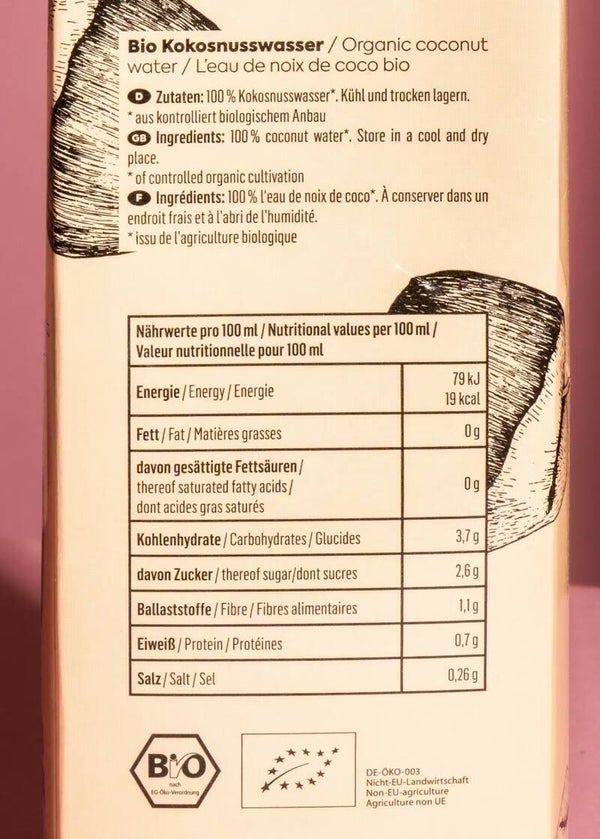 Bio Kokosnusswasser / Organic coconut
water / L'eau de noix de coco bio
D Zutaten: 100 % Kokosnusswasser*. Kühl und trocken lagern.
* aus kontrolliert biologischem Anbau
GB Ingredients: 100 % coconut water*. Store in a cool and dry
place.
* of controlled organic cultivation
F Ingrédients: 100 % l'eau de noix de coco*. À conserver dans un
endroit frais et à l'abri de l'humidité.
* issu de l'agriculture biologique
Nährwerte pro 100 ml / Nutritional values per 100 ml /
Valeur nutritionnelle pour 100 ml
Energie / Energy / Energie 79 kJ
19 kcal
Fett / Fat / Matières grasses 0 g
davon gesättigte Fettsäuren /
thereof saturated fatty acids / 0 g
dont acides gras saturés
Kohlenhydrate / Carbohydrates / Glucides 3,7 g
davon Zucker / thereof sugar/dont sucres 2,6 g
Ballaststoffe / Fibre / Fibres alimentaires 1,1 g
Eiweiß / Protein / Protéines 0,7 g
Salz / Salt / Sel 0,26 g
BIO
nach
EG-Öko-Verordnung
DE-ÖKO-003
Nicht-EU-Landwirtschaft
Non-EU-agriculture
Agriculture non UE